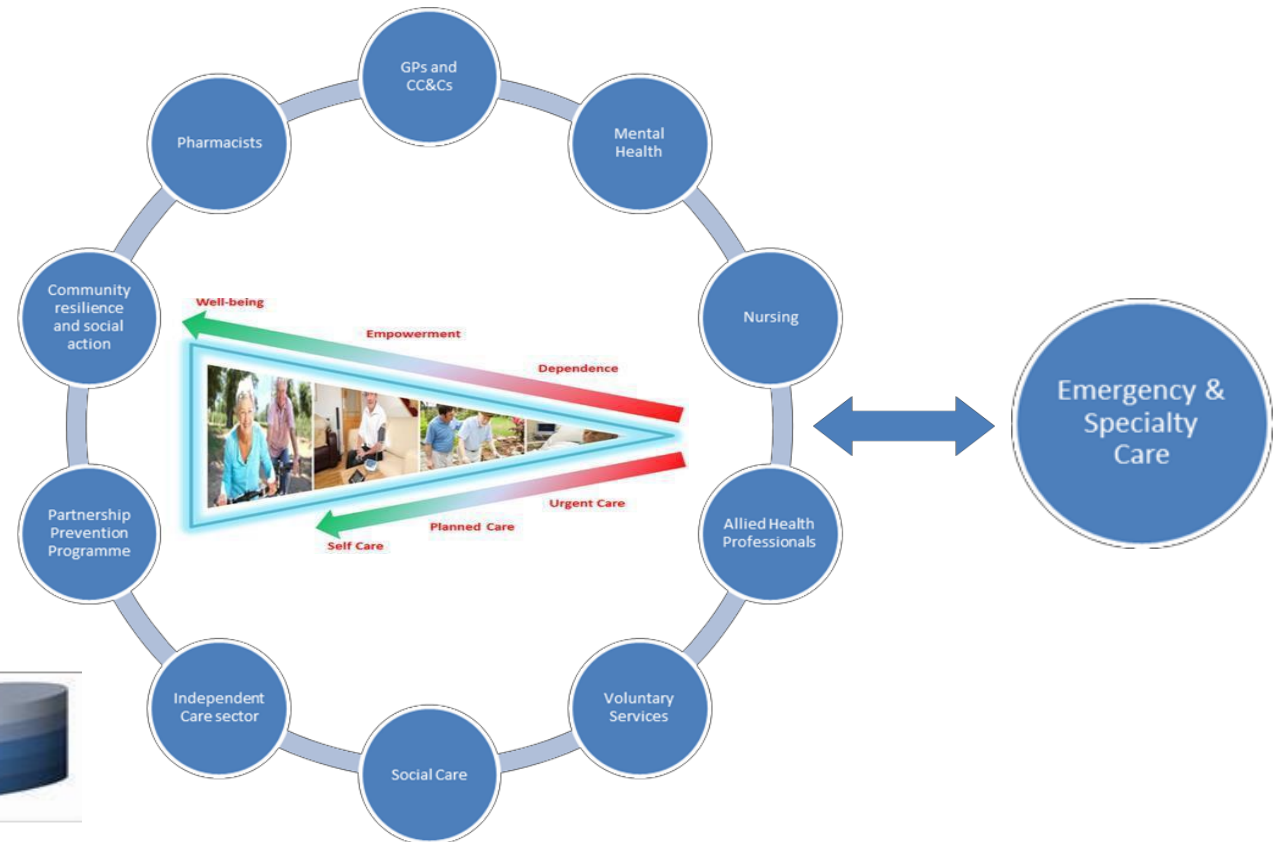 GPs and
CC&Cs
Mental
Health
Nursing
Allied Health
Professionals
Voluntary
Services
Social Care
Independent
Care sector
Partnership
Prevention
Programme
Community
resilience
and social
action
Pharmacists
Well-being
Empowerment
Dependence
Urgent Care
Planned Care
Self Care
Emergency &
Specialty
Care